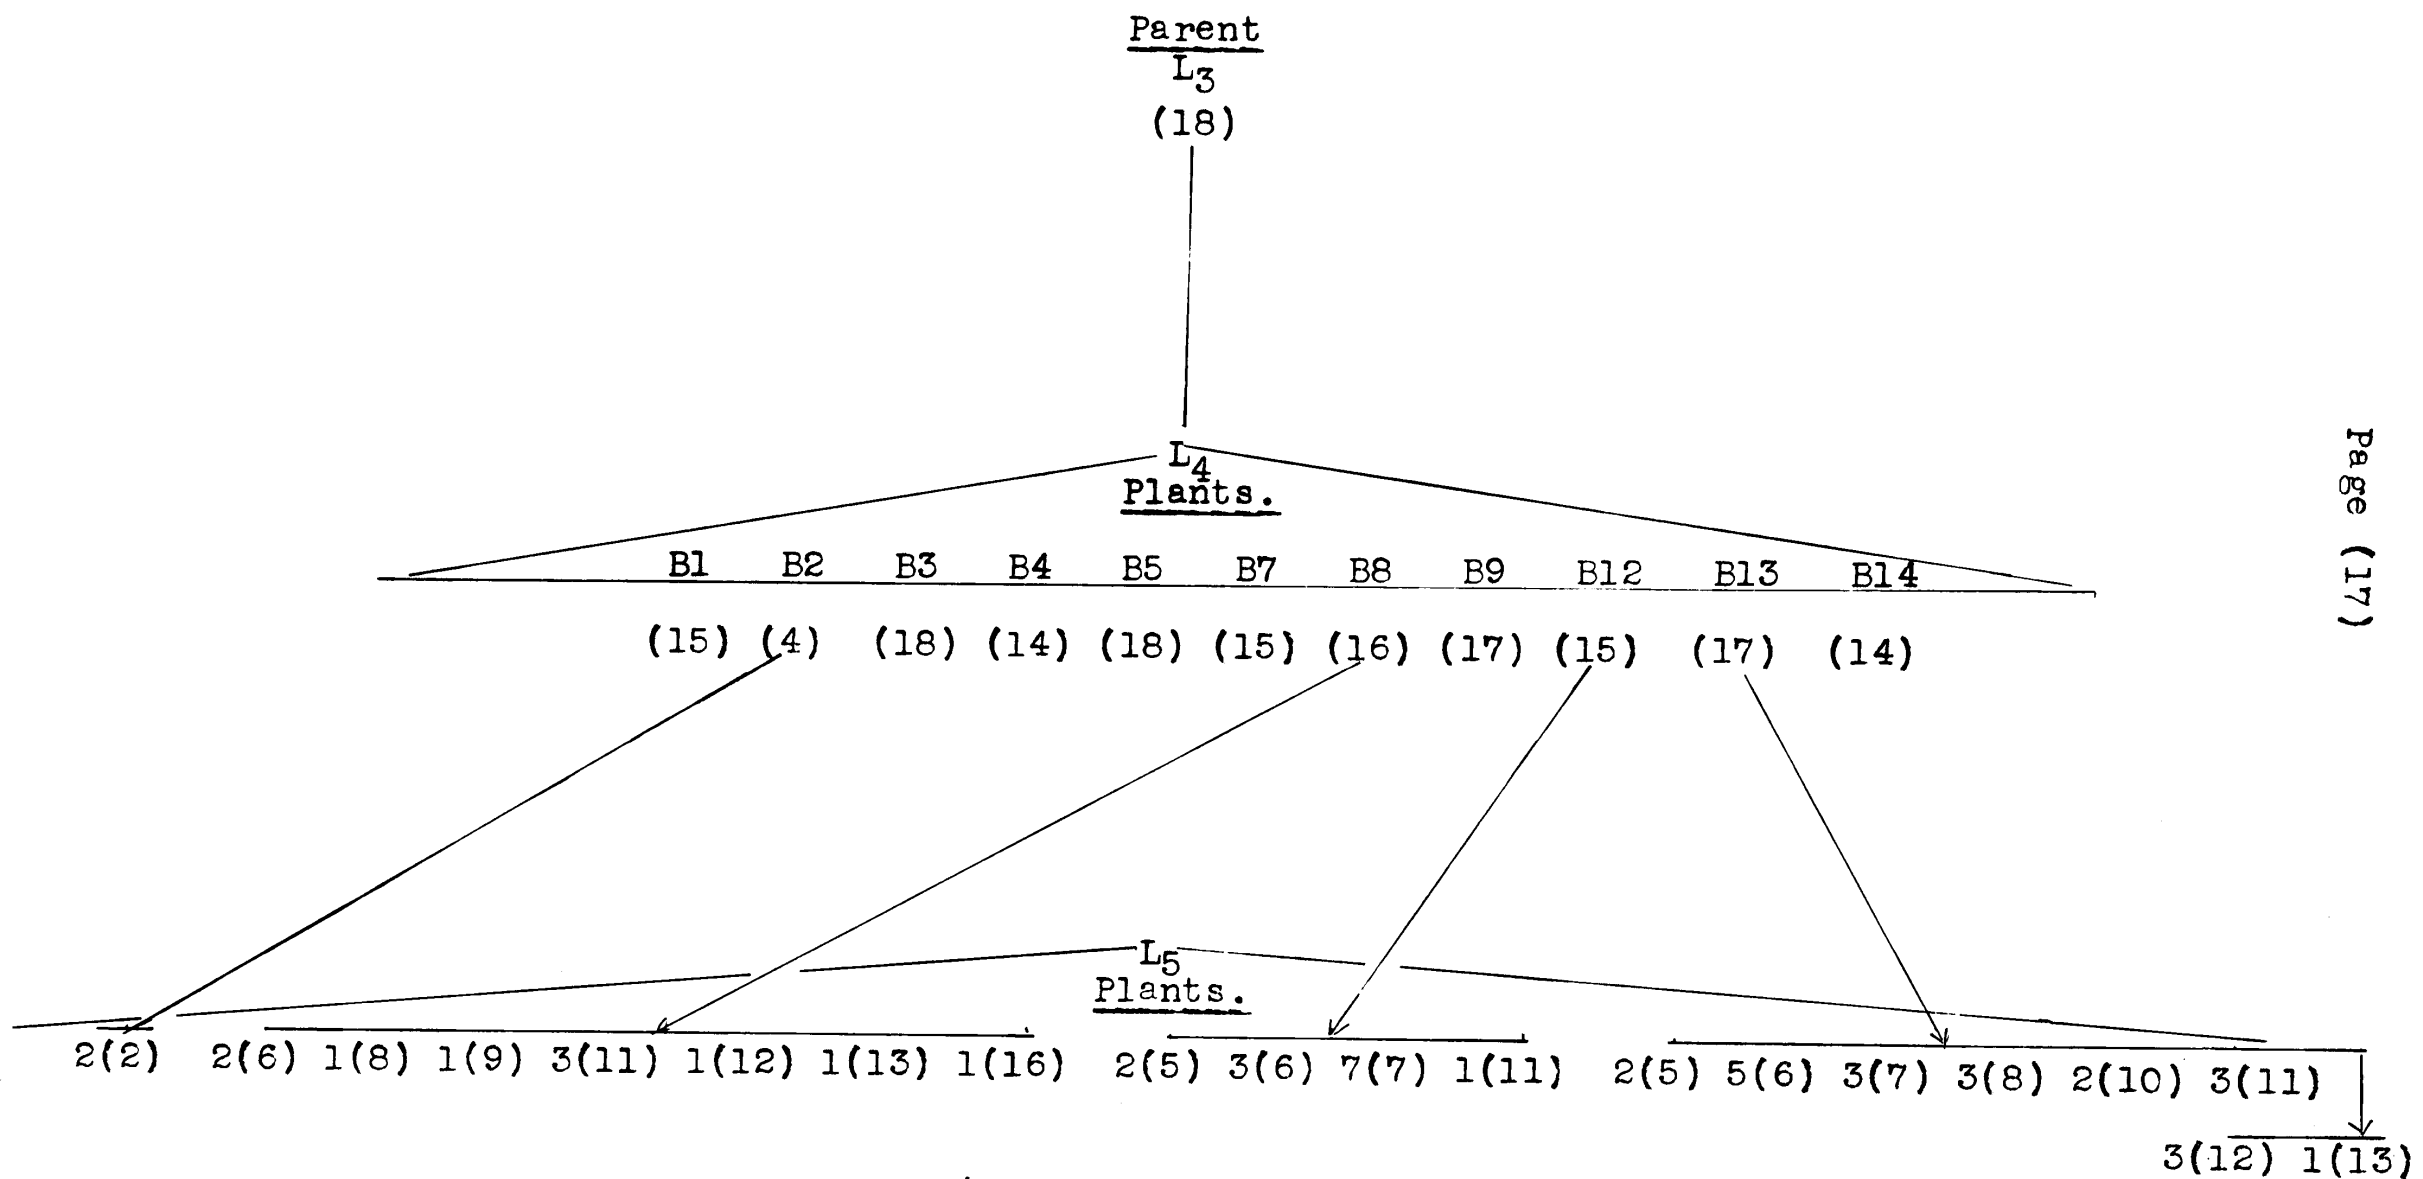 Parent
L3
(18)
L4
Plants.
B1 B2 B3 B4 B5 B7 B8 B9 B12 B13 B14
(15) (4) (18) (14) (18) (15) (16) (17) (15) (17) (14)
L5
Plants.
2(2) 2(6) 1(8) 1(9) 3(11) 1(12) 1(13) 1(16) 2(5) 3(6) 7(7) 1(11) 2(5) 5(6) 3(7) 3(8) 2(10) 3(11)
3(12) 1(13)
Page (17)